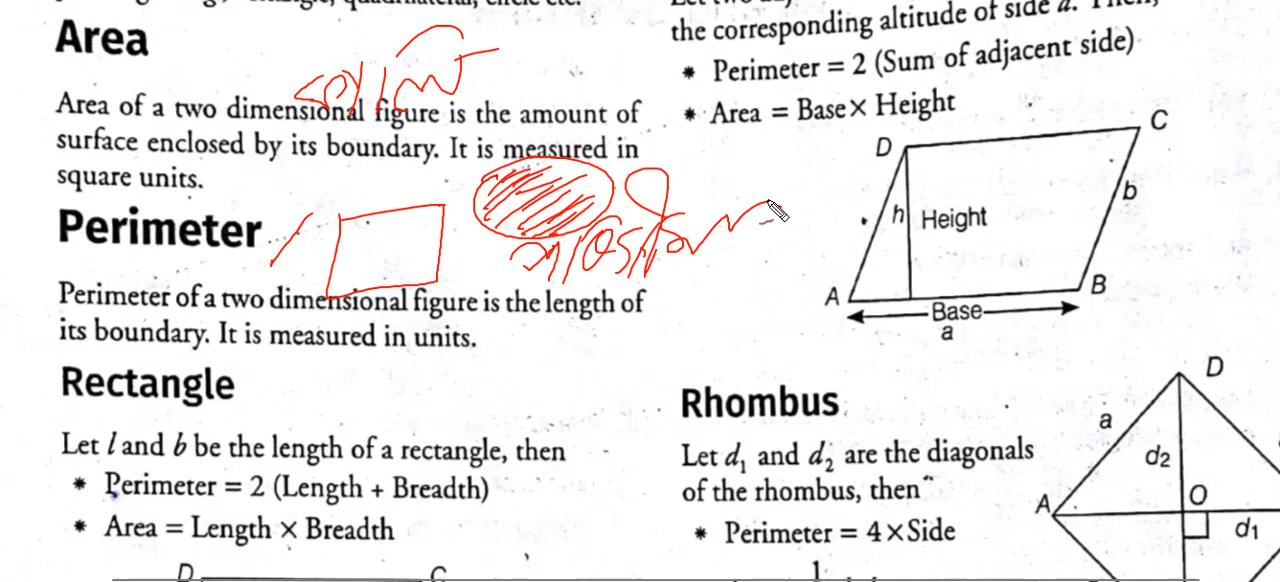 Area
Area of a two dimensional figure is the amount of
surface enclosed by its boundary. It is measured in
square units.
Perimeter
Perimeter of a two dimensional figure is the length of
its boundary. It is measured in units.
Rectangle
Let l and b be the length of a rectangle, then
* Perimeter = 2 (Length + Breadth)
* Area = Length × Breadth
D C
the corresponding altitude of side a. Then,
* Perimeter = 2 (Sum of adjacent side)
* Area = Base × Height
D C
h Height b
A B
Base
a
Rhombus
Let d₁ and d₂ are the diagonals
of the rhombus, then
* Perimeter = 4 × Side
D
a
d2
A O
d1